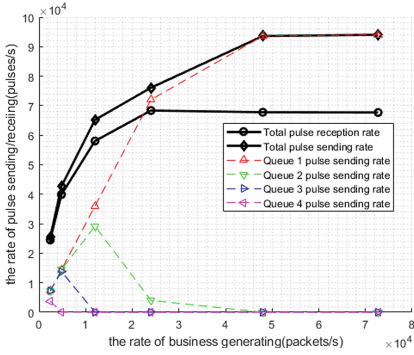 ×10⁴
10
9
8
7
6
5
4
3
2
1
0
the rate of pulse sending/receiing(pulses/s)
Total pulse reception rate
Total pulse sending rate
Queue 1 pulse sending rate
Queue 2 pulse sending rate
Queue 3 pulse sending rate
Queue 4 pulse sending rate
0 1 2 3 4 5 6 7 8
the rate of business generating(packets/s)
×10⁴